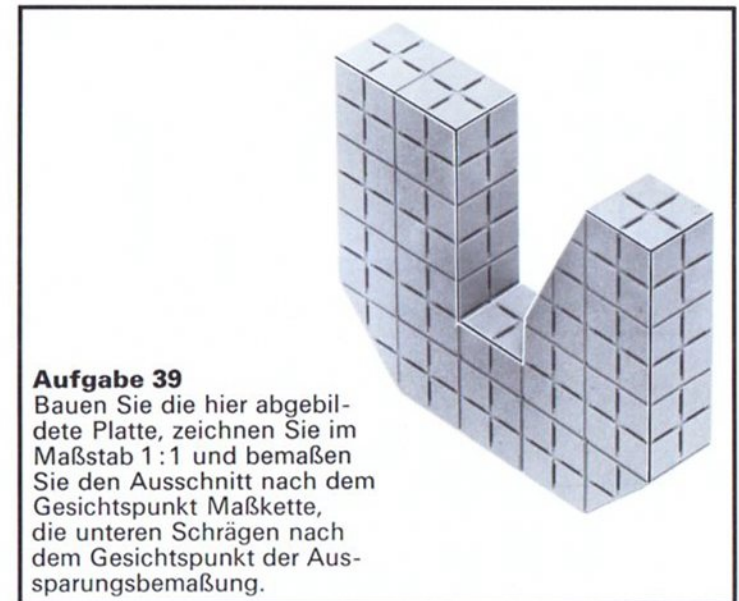 Aufgabe 39
Bauen Sie die hier abgebil-
dete Platte, zeichnen Sie im
Maßstab 1:1 und bemaßen
Sie den Ausschnitt nach dem
Gesichtspunkt Maßkette,
die unteren Schrägen nach
dem Gesichtspunkt der Aus-
sparungsbemaßung.